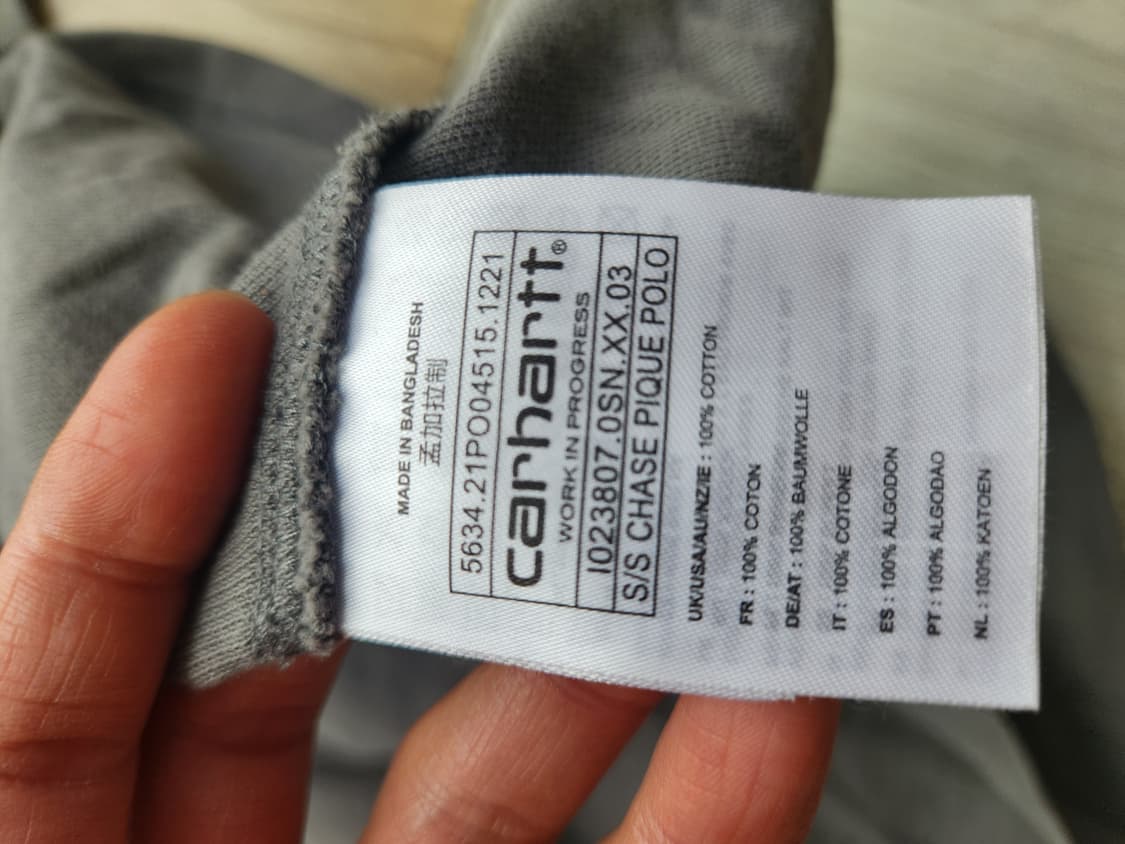 MADE IN BANGLADESH
孟加拉制
5634.21PO04515.1221
carhartt®
WORK IN PROGRESS
I023807.0SN.XX.03
S/S CHASE PIQUE POLO
UK/USA/AU/NZ/IE : 100% COTTON
FR : 100% COTON
DE/AT : 100% BAUMWOLLE
IT : 100% COTONE
ES : 100% ALGODON
PT : 100% ALGODAO
NL : 100% KATOEN